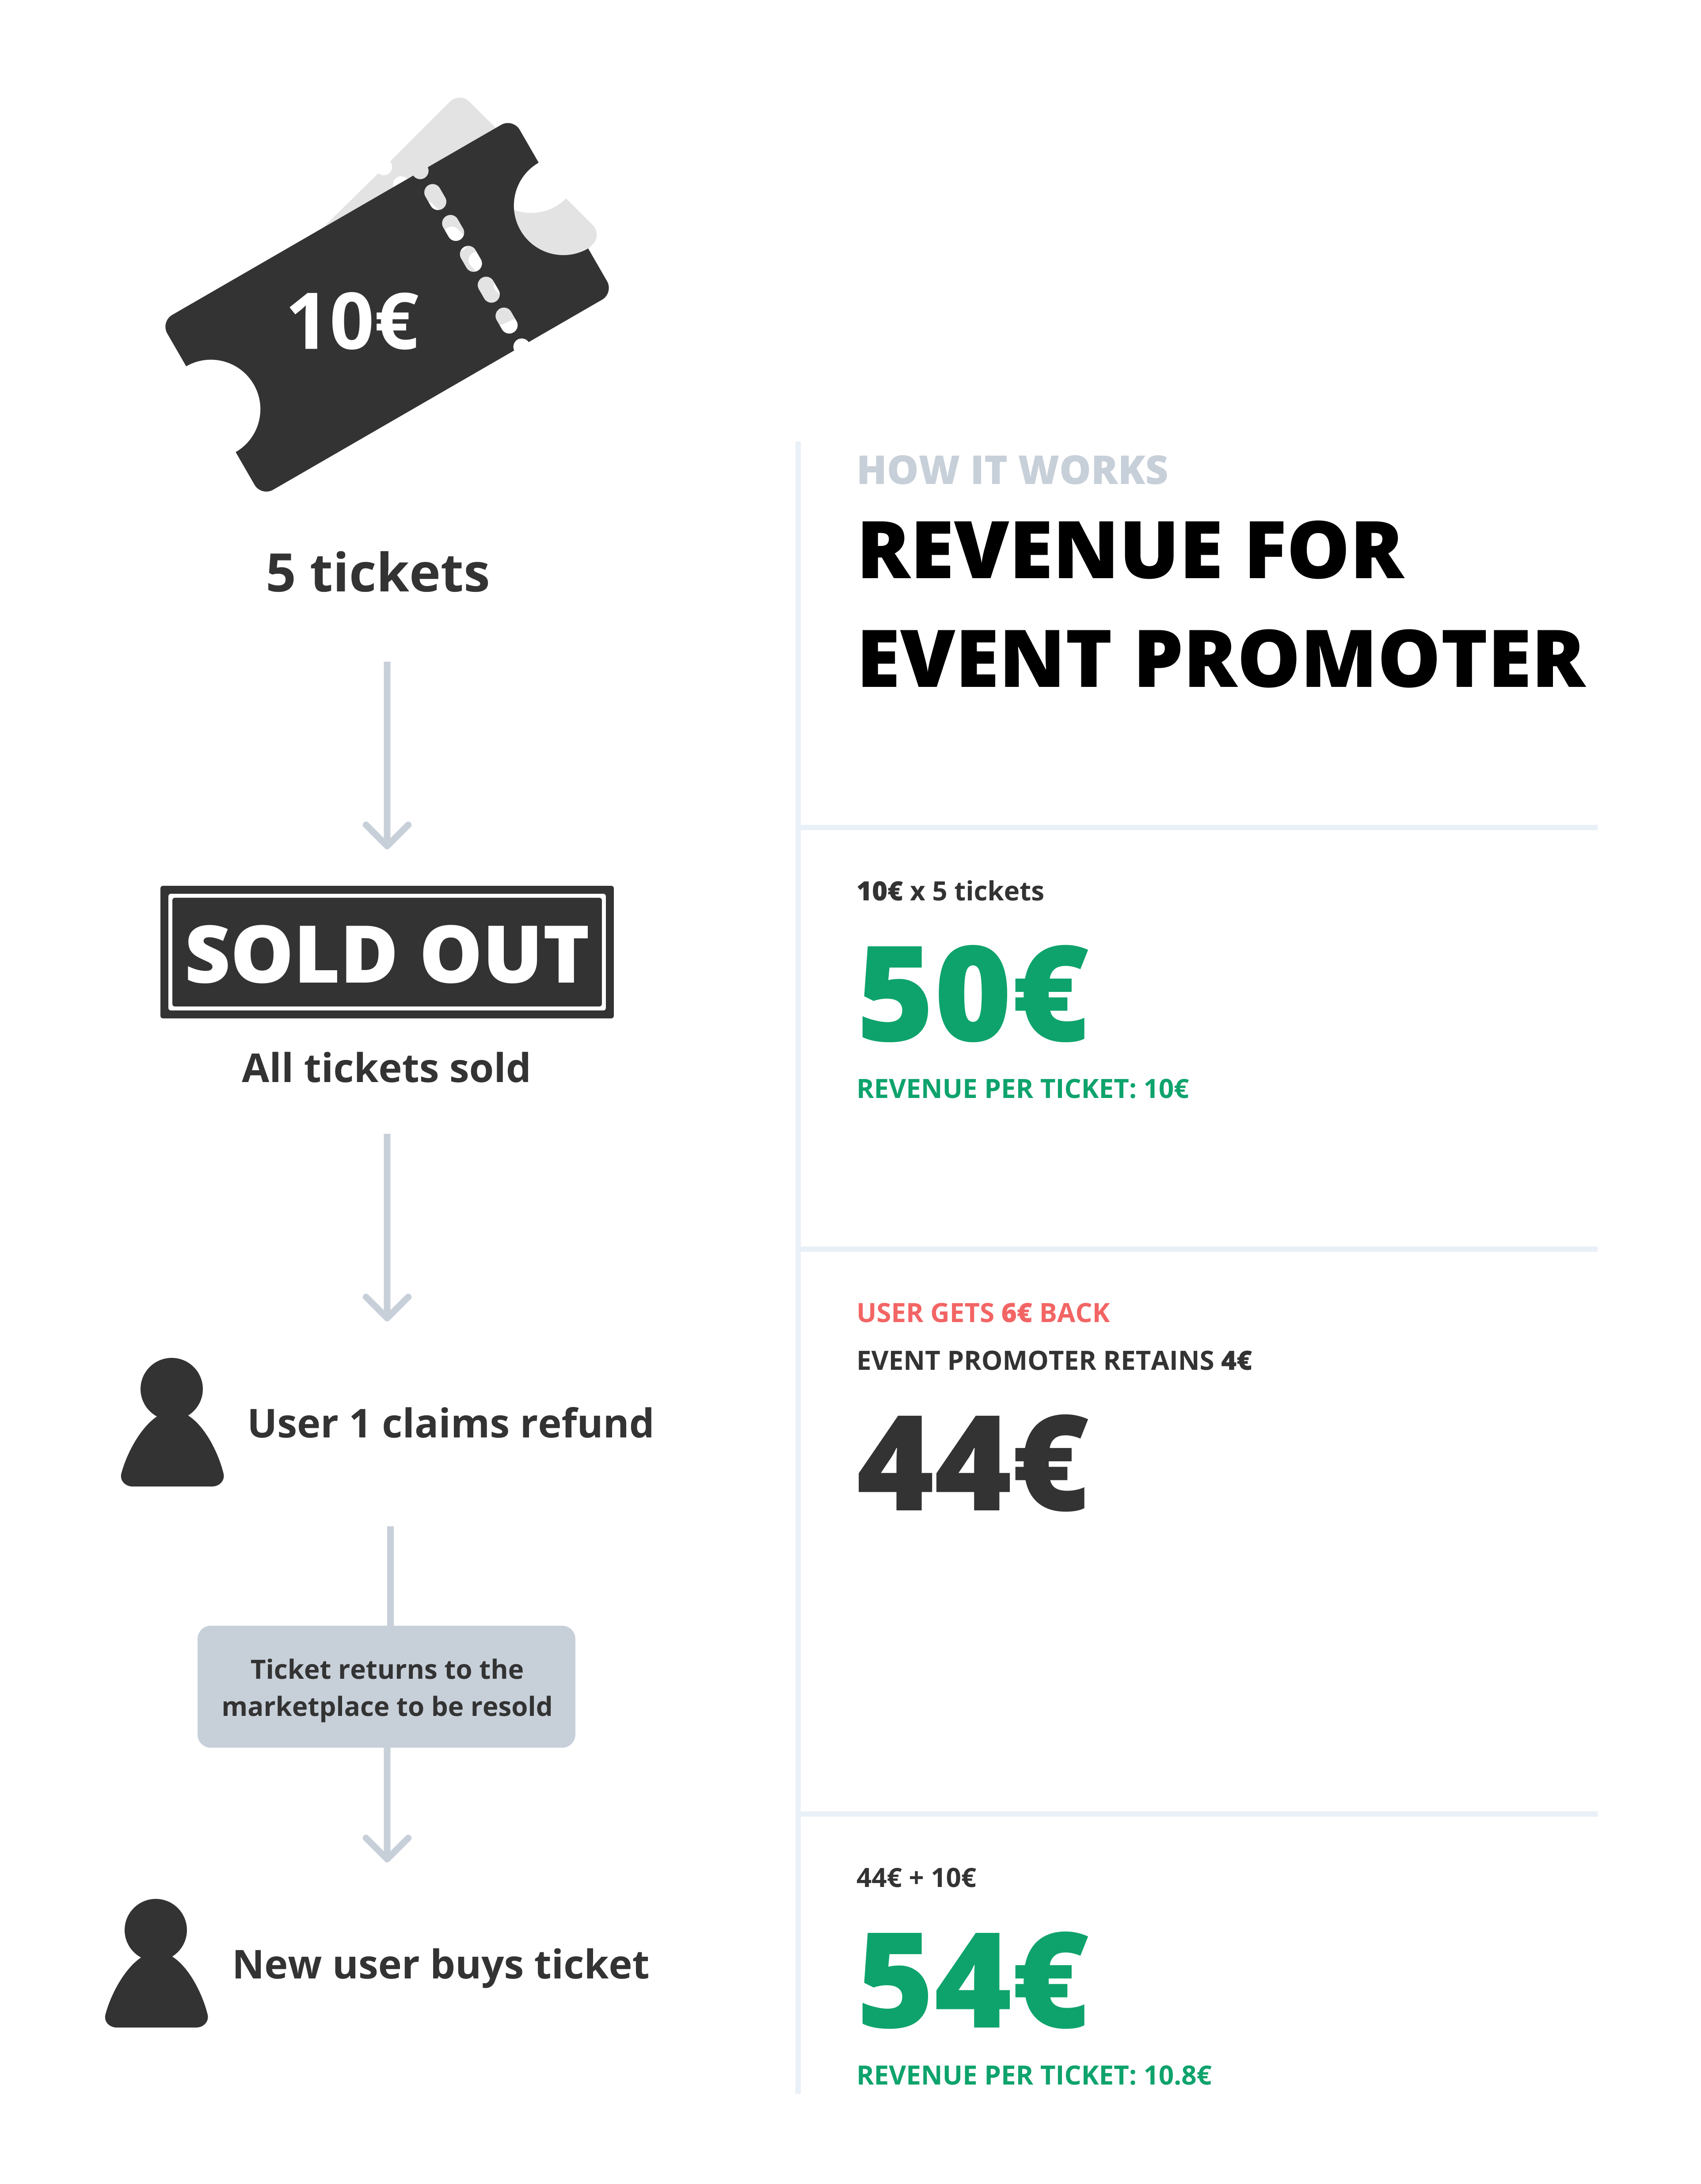 10€
5 tickets
HOW IT WORKS
REVENUE FOR
EVENT PROMOTER
SOLD OUT
All tickets sold
10€ x 5 tickets
50€
REVENUE PER TICKET: 10€
User 1 claims refund
USER GETS 6€ BACK
EVENT PROMOTER RETAINS 4€
44€
Ticket returns to the
marketplace to be resold
New user buys ticket
44€ + 10€
54€
REVENUE PER TICKET: 10.8€